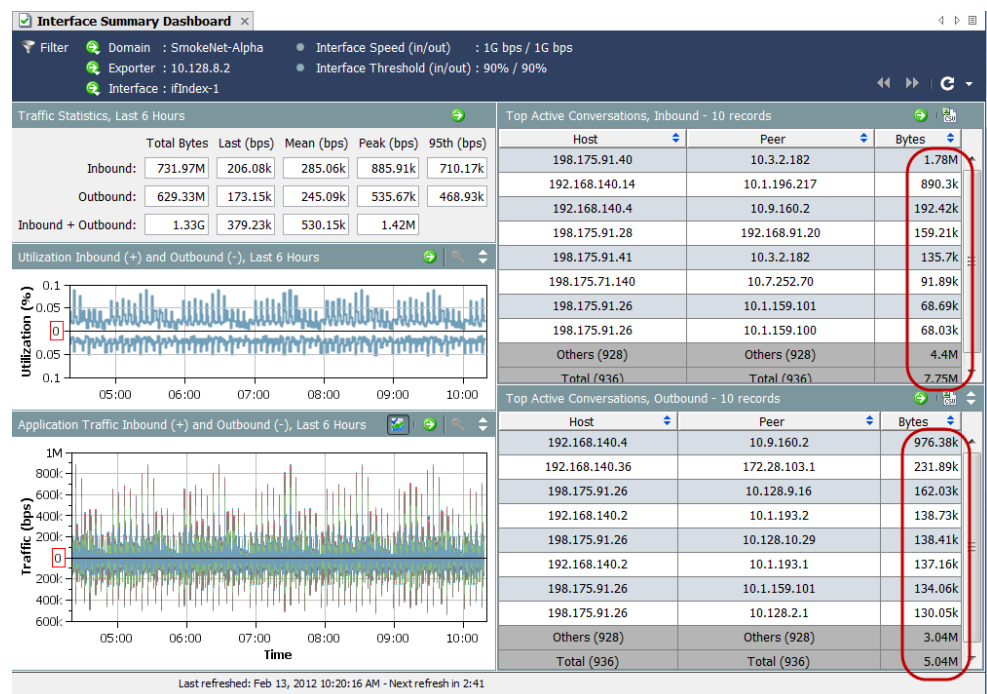 Interface Summary Dashboard ×
Filter
Domain : SmokeNet-Alpha
Interface Speed (in/out) : 1G bps / 1G bps
Exporter : 10.128.8.2
Interface Threshold (in/out) : 90% / 90%
Interface : ifIndex-1
Traffic Statistics, Last 6 Hours
Total Bytes Last (bps) Mean (bps) Peak (bps) 95th (bps)
Inbound: 731.97M 206.08k 285.06k 885.91k 710.17k
Outbound: 629.33M 173.15k 245.09k 535.67k 468.93k
Inbound + Outbound: 1.33G 379.23k 530.15k 1.42M
Utilization Inbound (+) and Outbound (-), Last 6 Hours
Utilization (%)
0.1
0.05
0
0.05
0.1
05:00 06:00 07:00 08:00 09:00 10:00
Application Traffic Inbound (+) and Outbound (-), Last 6 Hours
Traffic (bps)
1M
800k
600k
400k
200k
0
200k
400k
600k
05:00 06:00 07:00 08:00 09:00 10:00
Time
Top Active Conversations, Inbound - 10 records
CSV
Host Peer Bytes
198.175.91.40 10.3.2.182 1.78M
192.168.140.14 10.1.196.217 890.3k
192.168.140.4 10.9.160.2 192.42k
198.175.91.28 192.168.91.20 159.21k
198.175.91.41 10.3.2.182 135.7k
198.175.71.140 10.7.252.70 91.89k
198.175.91.26 10.1.159.101 68.69k
198.175.91.26 10.1.159.100 68.03k
Others (928) Others (928) 4.4M
Total (936) Total (936) 7.75M
Top Active Conversations, Outbound - 10 records
CSV
Host Peer Bytes
192.168.140.4 10.9.160.2 976.38k
192.168.140.36 172.28.103.1 231.89k
198.175.91.26 10.128.9.16 162.03k
192.168.140.2 10.1.193.2 138.73k
198.175.91.26 10.128.10.29 138.41k
192.168.140.2 10.1.193.1 137.16k
198.175.91.26 10.1.159.101 134.06k
198.175.91.26 10.128.2.1 130.05k
Others (928) Others (928) 3.04M
Total (936) Total (936) 5.04M
Last refreshed: Feb 13, 2012 10:20:16 AM - Next refresh in 2:41